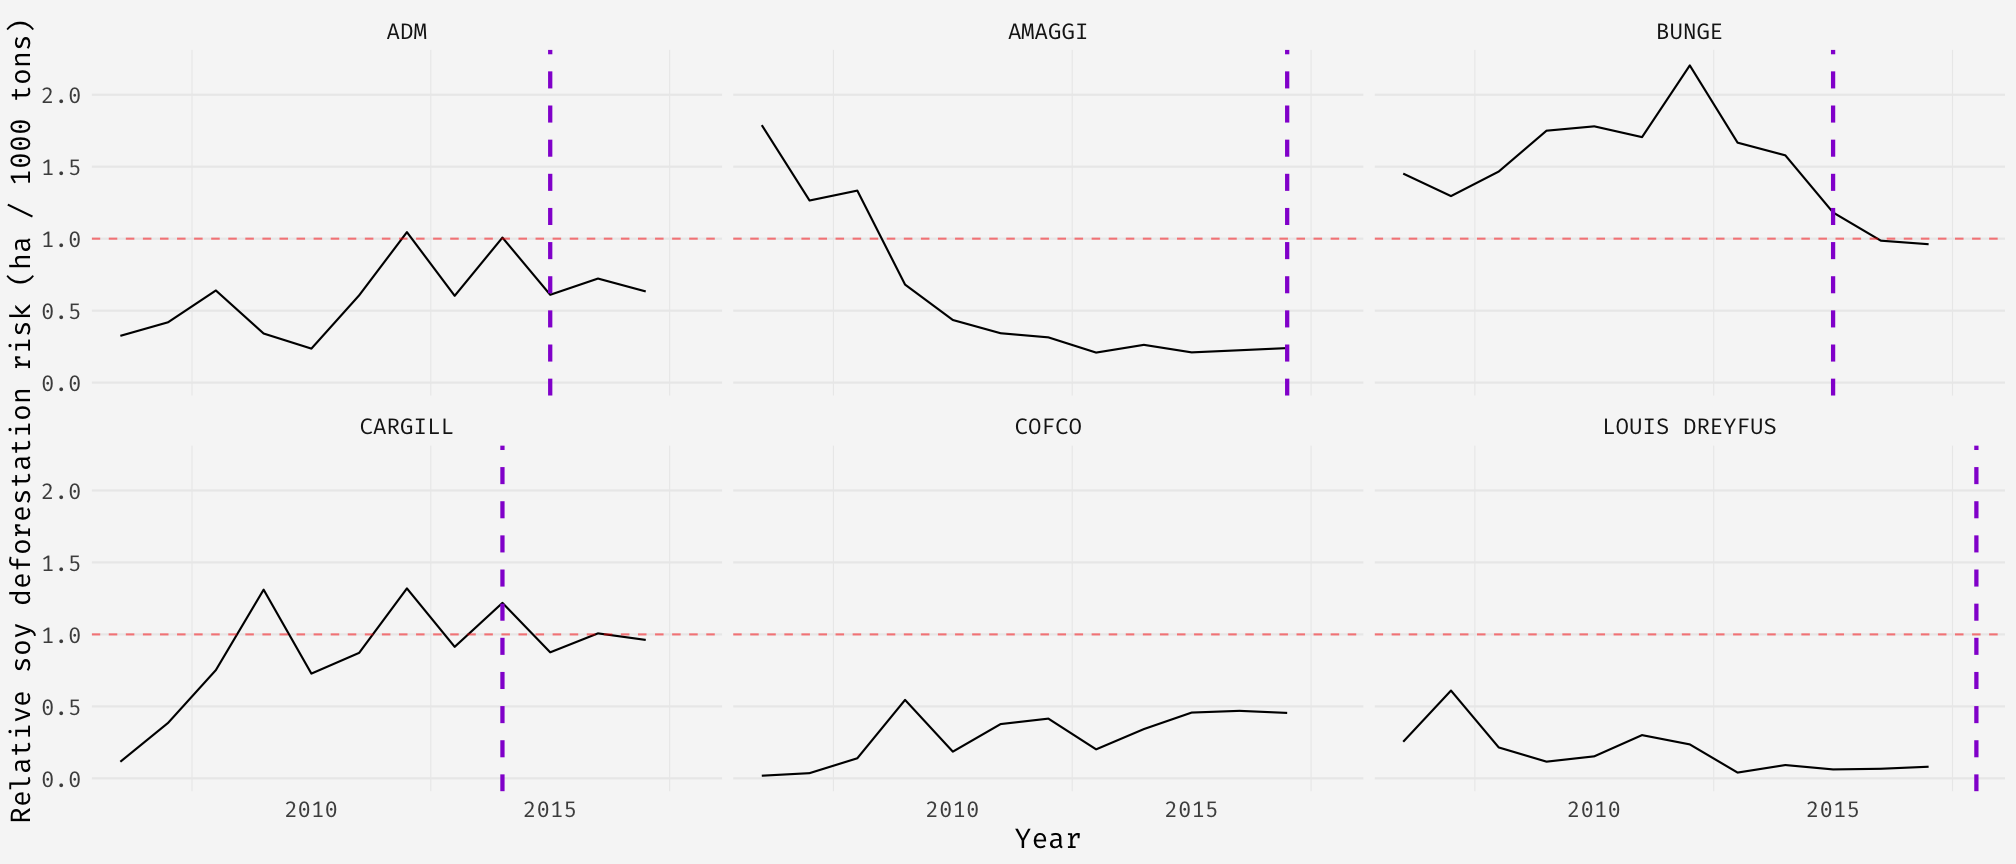 Relative soy deforestation risk (ha / 1000 tons)
ADM
AMAGGI
BUNGE
2.0
1.5
1.0
0.5
0.0
CARGILL
COFCO
LOUIS DREYFUS
2.0
1.5
1.0
0.5
0.0
2010 2015
2010 2015
2010 2015
Year